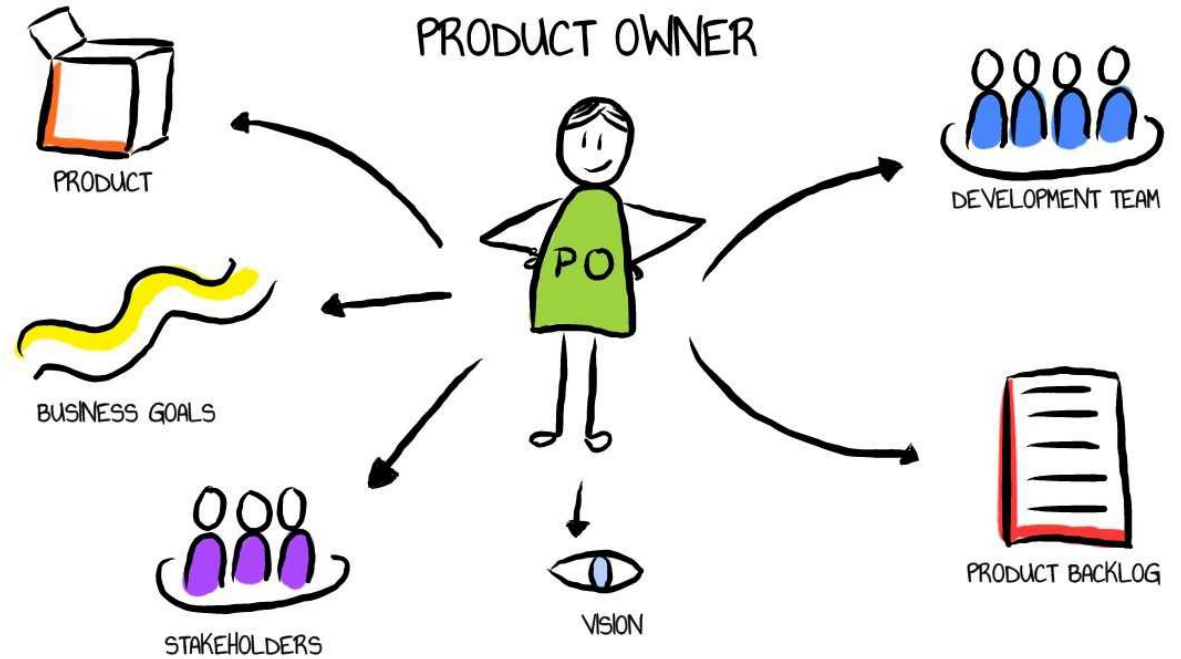 PRODUCT OWNER
PRODUCT
DEVELOPMENT TEAM
PO
BUSINESS GOALS
PRODUCT BACKLOG
VISION
STAKEHOLDERS